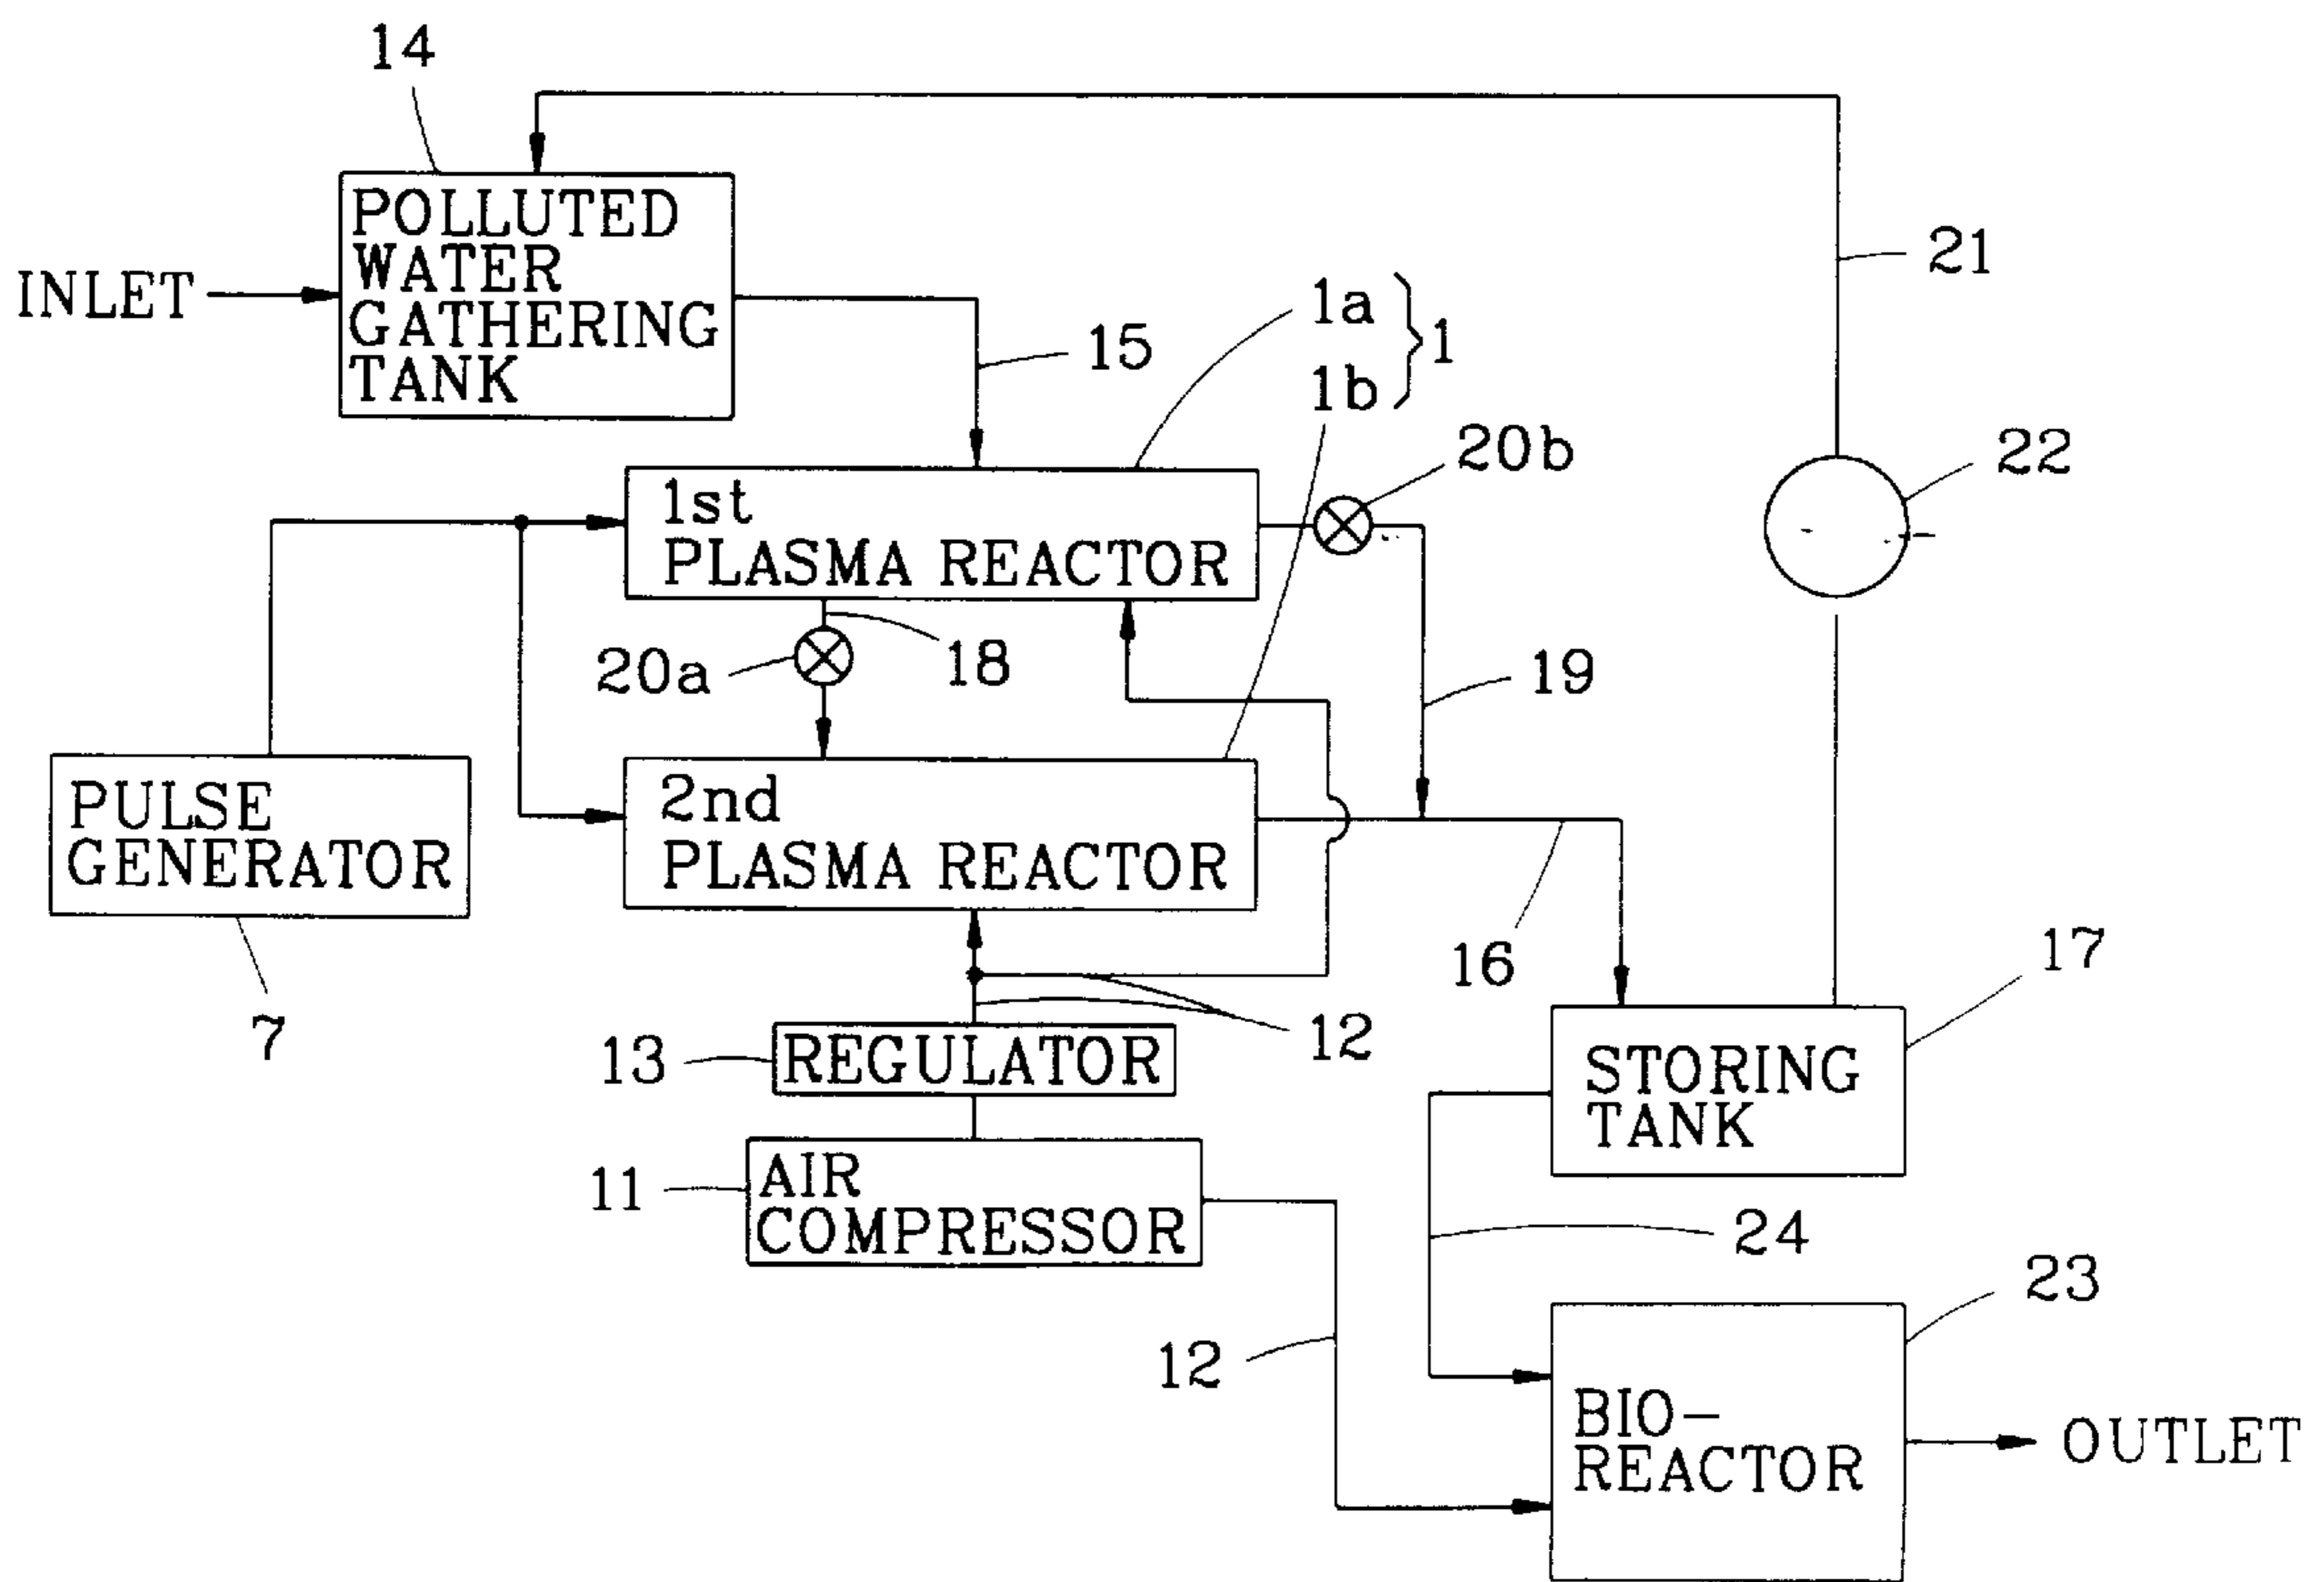 14
POLLUTED
WATER
GATHERING
TANK
INLET
21
1a
1
1b
15
20b
22
1st
PLASMA REACTOR
20a
18
19
PULSE
GENERATOR
2nd
PLASMA REACTOR
7
16
17
12
13
REGULATOR
STORING
TANK
11
AIR
COMPRESSOR
24
23
12
BIO-
REACTOR
OUTLET